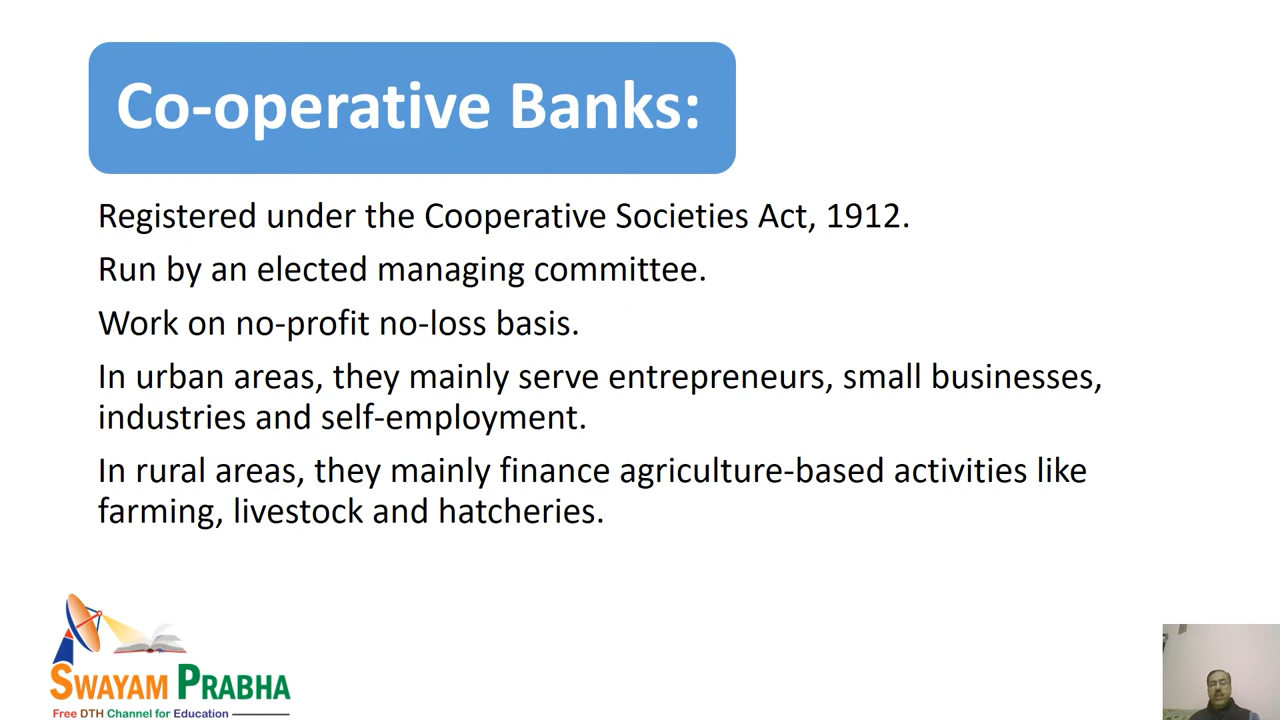 Co-operative Banks:
Registered under the Cooperative Societies Act, 1912.
Run by an elected managing committee.
Work on no-profit no-loss basis.
In urban areas, they mainly serve entrepreneurs, small businesses,
industries and self-employment.
In rural areas, they mainly finance agriculture-based activities like
farming, livestock and hatcheries.
SWAYAM PRABHA
Free DTH Channel for Education